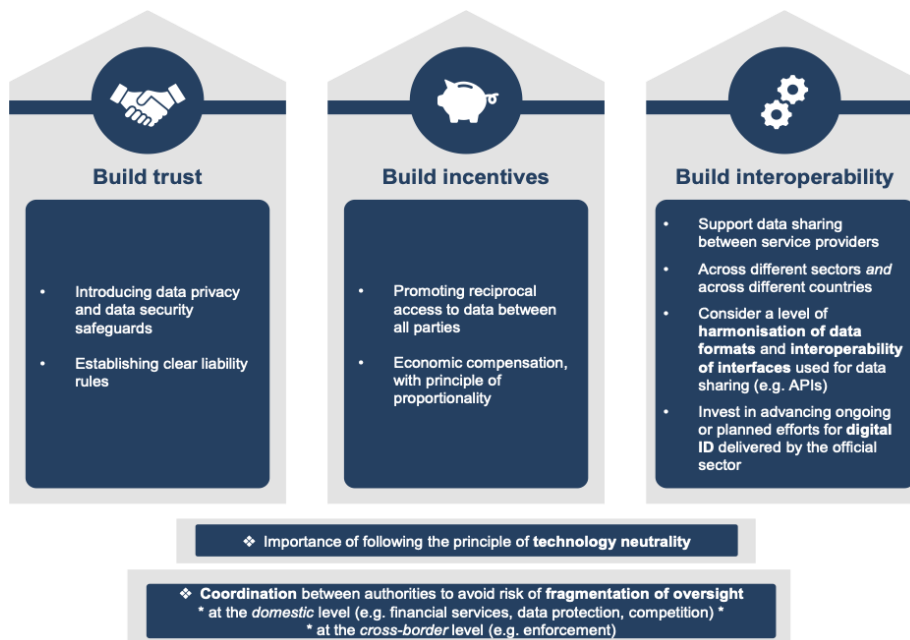 Build trust
• Introducing data privacy
and data security
safeguards
• Establishing clear liability
rules
Build incentives
• Promoting reciprocal
access to data between
all parties
• Economic compensation,
with principle of
proportionality
Build interoperability
• Support data sharing
between service providers
• Across different sectors and
across different countries
• Consider a level of
harmonisation of data
formats and interoperability
of interfaces used for data
sharing (e.g. APIs)
• Invest in advancing ongoing
or planned efforts for digital
ID delivered by the official
sector
❖ Importance of following the principle of technology neutrality
❖ Coordination between authorities to avoid risk of fragmentation of oversight
* at the domestic level (e.g. financial services, data protection, competition) *
* at the cross-border level (e.g. enforcement)